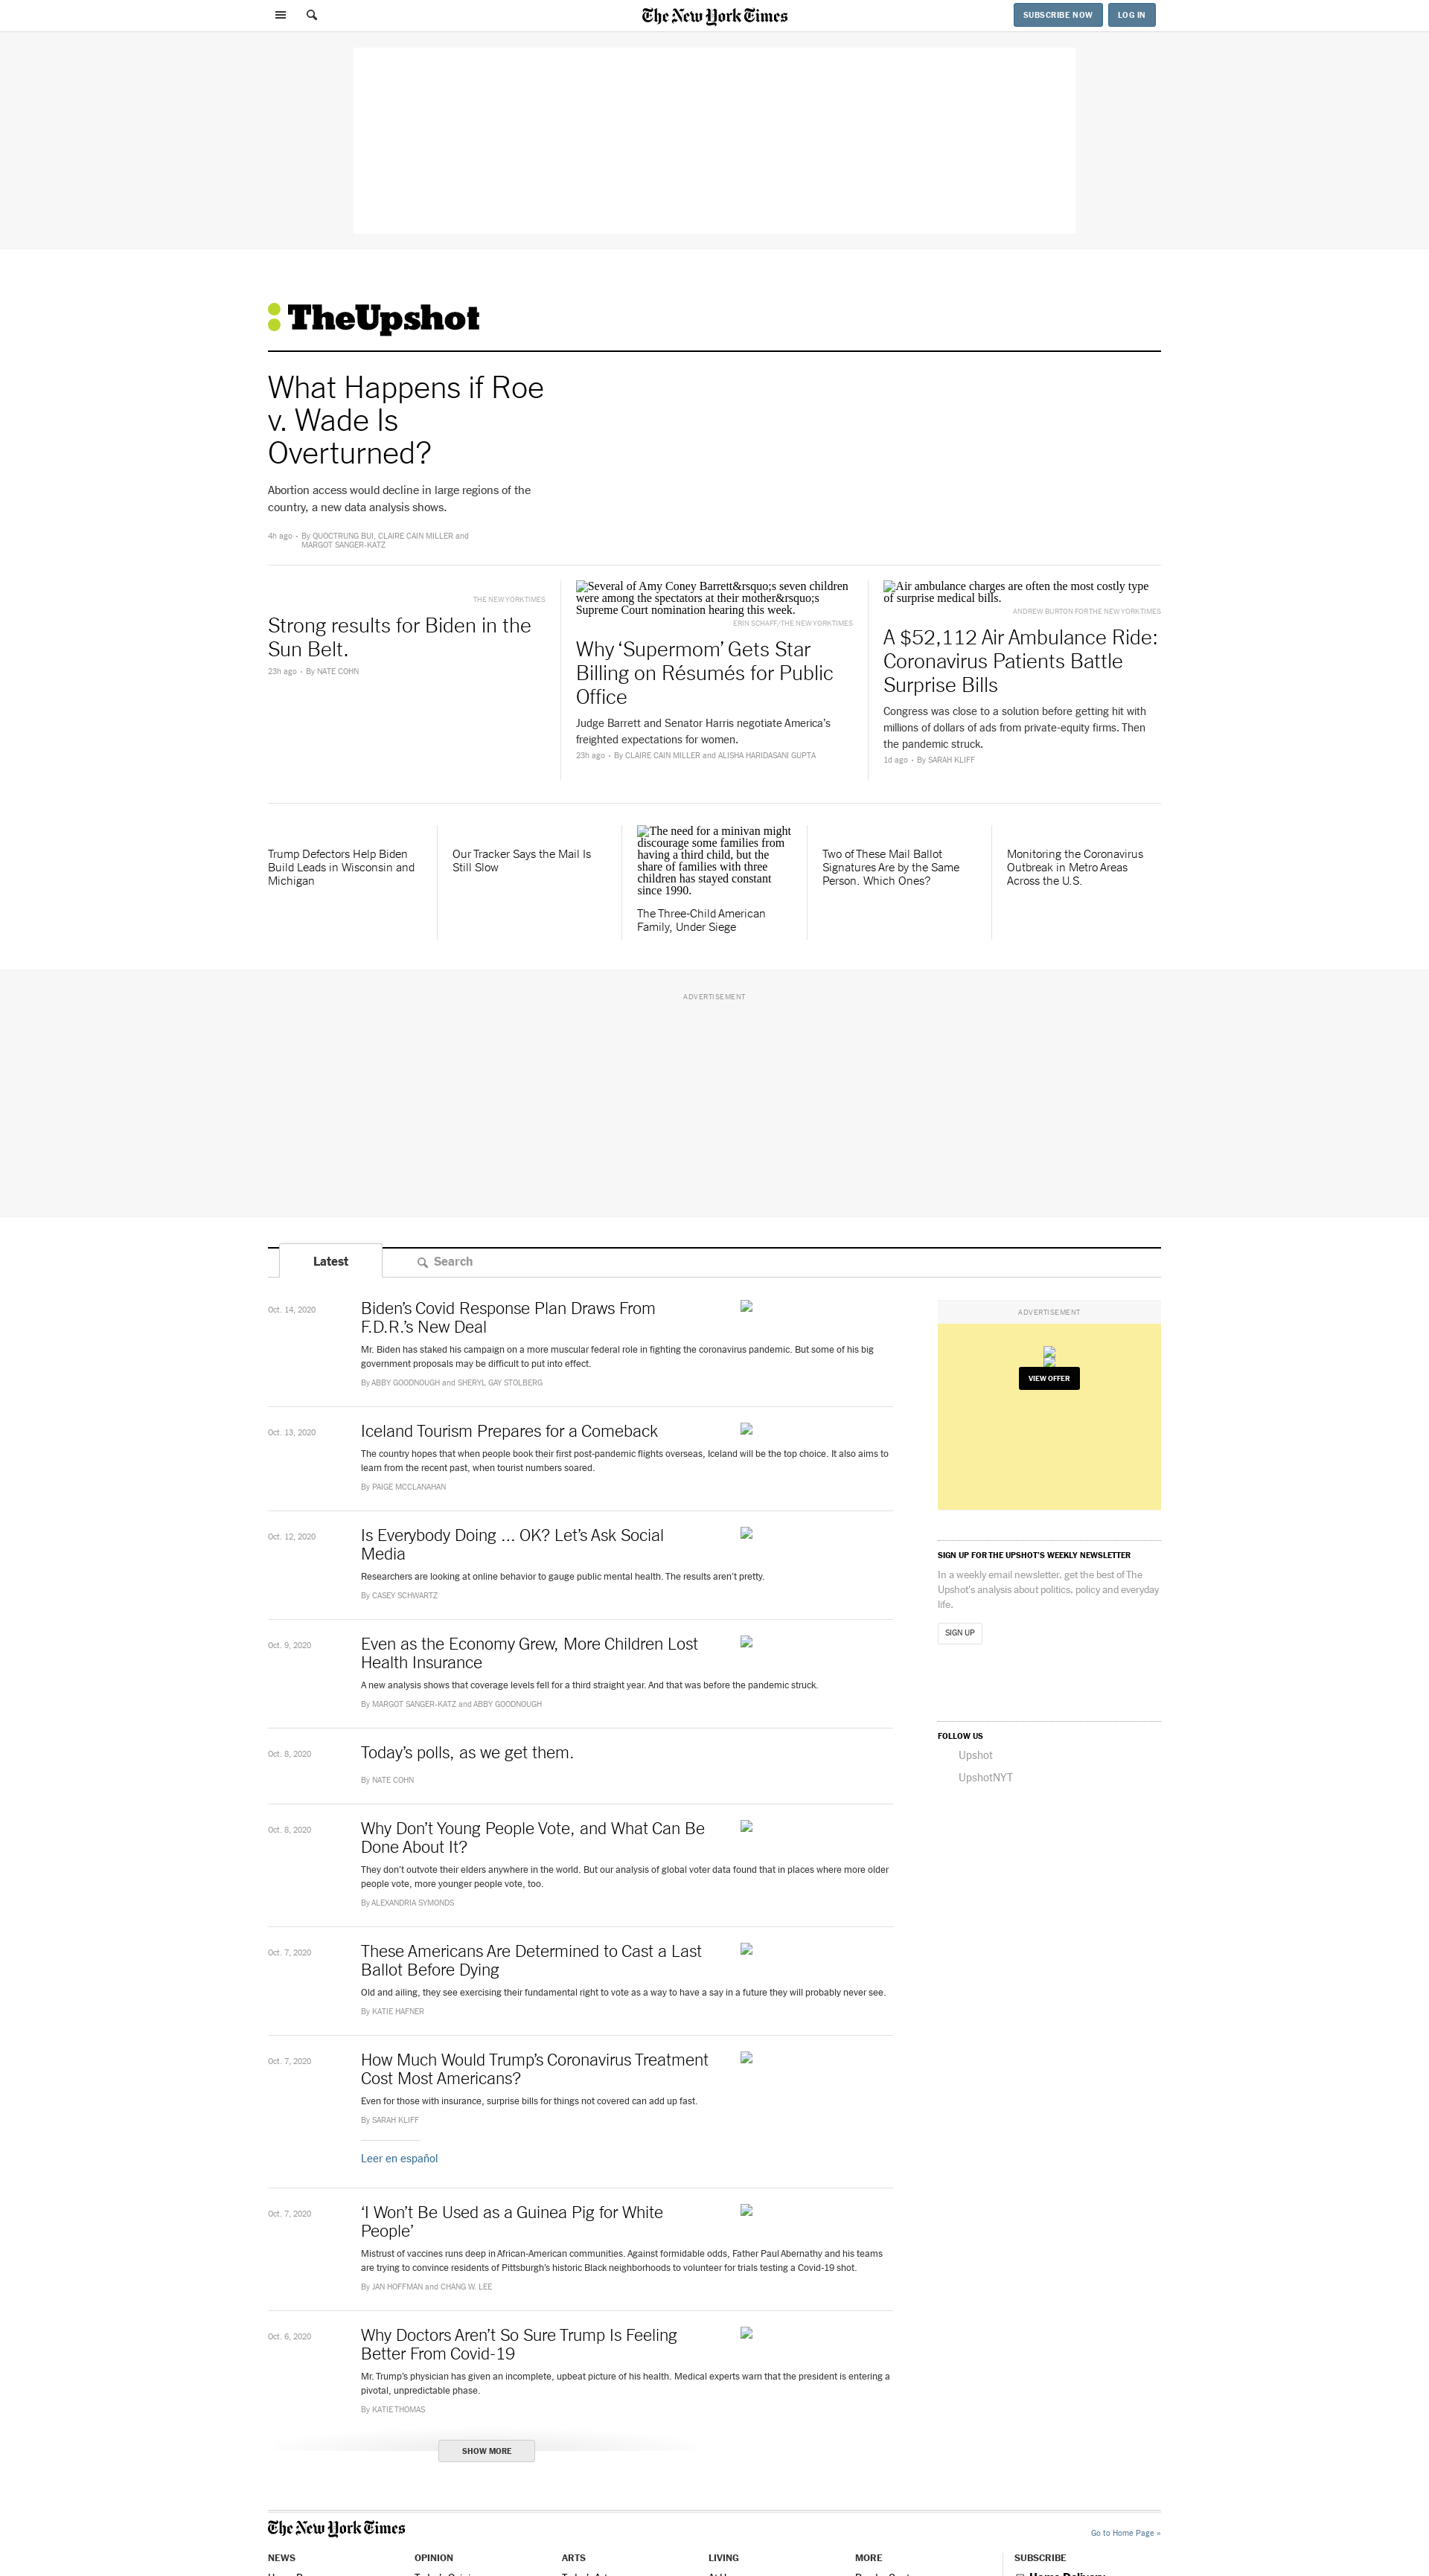 The New York Times
SUBSCRIBE NOW
LOG IN
TheUpshot
What Happens if Roe
v. Wade Is
Overturned?
Abortion access would decline in large regions of the
country, a new data analysis shows.
4h ago • By QUOCTRUNG BUI, CLAIRE CAIN MILLER and
MARGOT SANGER-KATZ
THE NEW YORK TIMES
Strong results for Biden in the
Sun Belt.
23h ago • By NATE COHN
Several of Amy Coney Barrett&rsquo;s seven children
were among the spectators at their mother&rsquo;s
Supreme Court nomination hearing this week.
ERIN SCHAFF/THE NEW YORK TIMES
Why ‘Supermom’ Gets Star
Billing on Résumés for Public
Office
Judge Barrett and Senator Harris negotiate America’s
freighted expectations for women.
23h ago • By CLAIRE CAIN MILLER and ALISHA HARIDASANI GUPTA
Air ambulance charges are often the most costly type
of surprise medical bills.
ANDREW BURTON FOR THE NEW YORK TIMES
A $52,112 Air Ambulance Ride:
Coronavirus Patients Battle
Surprise Bills
Congress was close to a solution before getting hit with
millions of dollars of ads from private-equity firms. Then
the pandemic struck.
1d ago • By SARAH KLIFF
Trump Defectors Help Biden
Build Leads in Wisconsin and
Michigan
Our Tracker Says the Mail Is
Still Slow
The need for a minivan might
discourage some families from
having a third child, but the
share of families with three
children has stayed constant
since 1990.
The Three-Child American
Family, Under Siege
Two of These Mail Ballot
Signatures Are by the Same
Person. Which Ones?
Monitoring the Coronavirus
Outbreak in Metro Areas
Across the U.S.
ADVERTISEMENT
Latest
Search
Oct. 14, 2020
Biden’s Covid Response Plan Draws From
F.D.R.’s New Deal
Mr. Biden has staked his campaign on a more muscular federal role in fighting the coronavirus pandemic. But some of his big
government proposals may be difficult to put into effect.
By ABBY GOODNOUGH and SHERYL GAY STOLBERG
Oct. 13, 2020
Iceland Tourism Prepares for a Comeback
The country hopes that when people book their first post-pandemic flights overseas, Iceland will be the top choice. It also aims to
learn from the recent past, when tourist numbers soared.
By PAIGE MCCLANAHAN
Oct. 12, 2020
Is Everybody Doing ... OK? Let’s Ask Social
Media
Researchers are looking at online behavior to gauge public mental health. The results aren’t pretty.
By CASEY SCHWARTZ
Oct. 9, 2020
Even as the Economy Grew, More Children Lost
Health Insurance
A new analysis shows that coverage levels fell for a third straight year. And that was before the pandemic struck.
By MARGOT SANGER-KATZ and ABBY GOODNOUGH
Oct. 8, 2020
Today’s polls, as we get them.
By NATE COHN
Oct. 8, 2020
Why Don’t Young People Vote, and What Can Be
Done About It?
They don’t outvote their elders anywhere in the world. But our analysis of global voter data found that in places where more older
people vote, more younger people vote, too.
By ALEXANDRIA SYMONDS
Oct. 7, 2020
These Americans Are Determined to Cast a Last
Ballot Before Dying
Old and ailing, they see exercising their fundamental right to vote as a way to have a say in a future they will probably never see.
By KATIE HAFNER
Oct. 7, 2020
How Much Would Trump’s Coronavirus Treatment
Cost Most Americans?
Even for those with insurance, surprise bills for things not covered can add up fast.
By SARAH KLIFF
Leer en español
Oct. 7, 2020
‘I Won’t Be Used as a Guinea Pig for White
People’
Mistrust of vaccines runs deep in African-American communities. Against formidable odds, Father Paul Abernathy and his teams
are trying to convince residents of Pittsburgh’s historic Black neighborhoods to volunteer for trials testing a Covid-19 shot.
By JAN HOFFMAN and CHANG W. LEE
Oct. 6, 2020
Why Doctors Aren’t So Sure Trump Is Feeling
Better From Covid-19
Mr. Trump’s physician has given an incomplete, upbeat picture of his health. Medical experts warn that the president is entering a
pivotal, unpredictable phase.
By KATIE THOMAS
SHOW MORE
ADVERTISEMENT
VIEW OFFER
SIGN UP FOR THE UPSHOT’S WEEKLY NEWSLETTER
In a weekly email newsletter, get the best of The
Upshot’s analysis about politics, policy and everyday
life.
SIGN UP
FOLLOW US
Upshot
UpshotNYT
The New York Times
Go to Home Page »
NEWS
OPINION
ARTS
LIVING
MORE
SUBSCRIBE